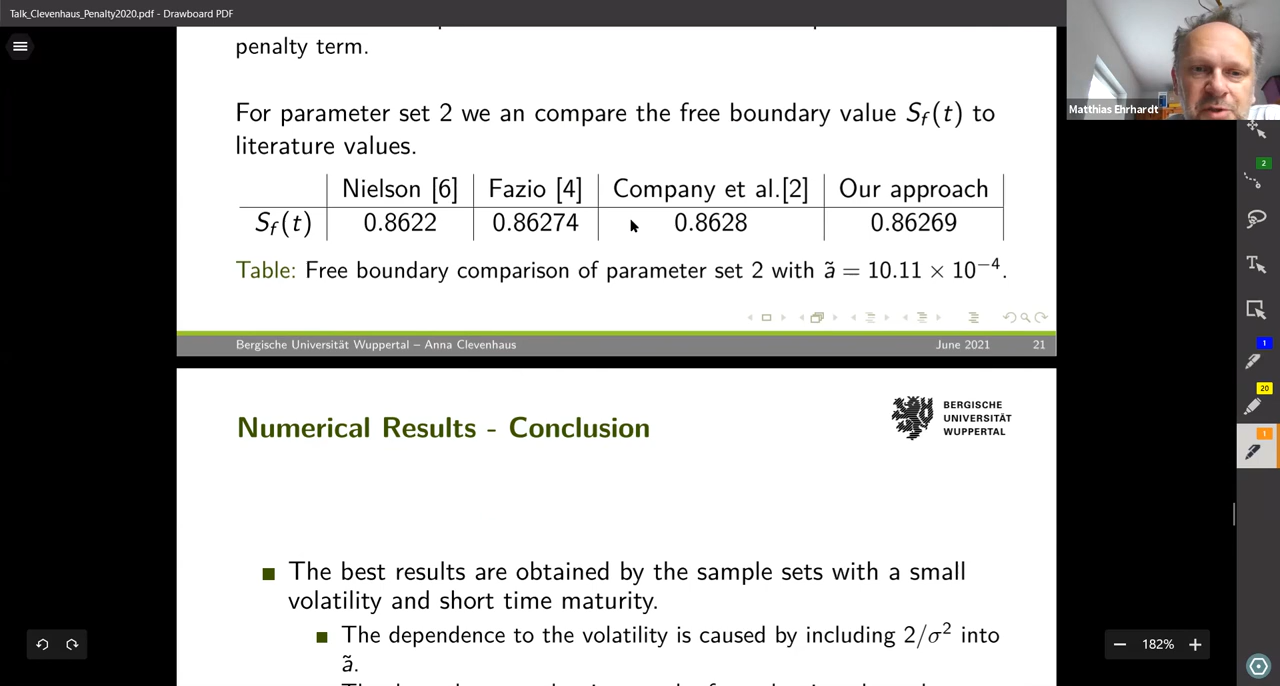 Talk_Clevenhaus_Penalty2020.pdf - Drawboard PDF
penalty term.
For parameter set 2 we an compare the free boundary value S_f(t) to
literature values.
Nielson [6] Fazio [4] Company et al.[2] Our approach
S_f(t) 0.8622 0.86274 0.8628 0.86269
Table: Free boundary comparison of parameter set 2 with ã = 10.11 × 10⁻⁴.
Bergische Universität Wuppertal – Anna Clevenhaus June 2021 21
Matthias Ehrhardt
2
1
20
1
Numerical Results - Conclusion
BERGISCHE
UNIVERSITÄT
WUPPERTAL
■ The best results are obtained by the sample sets with a small
volatility and short time maturity.
■ The dependence to the volatility is caused by including 2/σ² into
ã.
182%